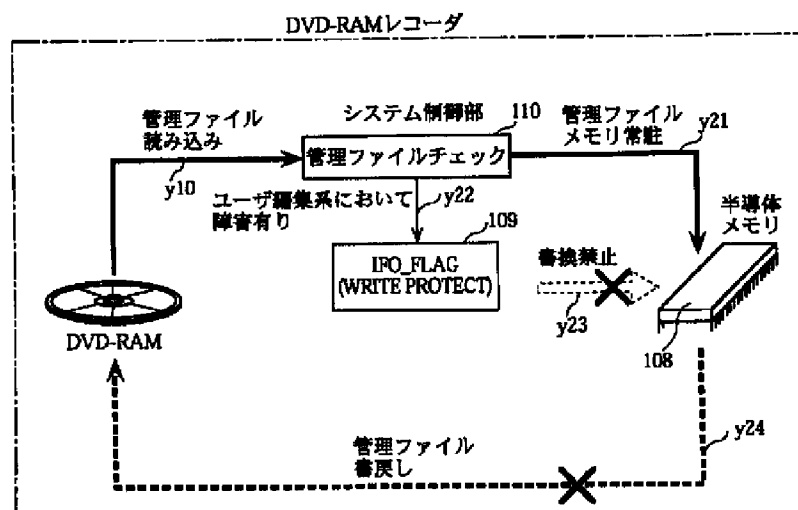 DVD-RAMレコーダ
管理ファイル
読み込み
y10
システム制御部
110
管理ファイルチェック
管理ファイル
メモリ常駐
y21
ユーザ編集系において
障害有り
y22
109
IFO_FLAG
(WRITE PROTECT)
書換禁止
y23
半導体
メモリ
108
DVD-RAM
y24
管理ファイル
書戻し